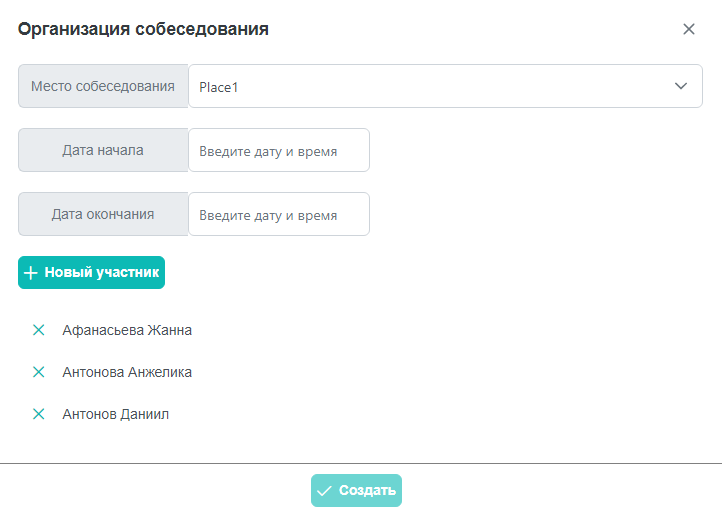 Организация собеседования
Место собеседования Place1
Дата начала Введите дату и время
Дата окончания Введите дату и время
Новый участник
Афанасьева Жанна
Антонова Анжелика
Антонов Даниил
Создать